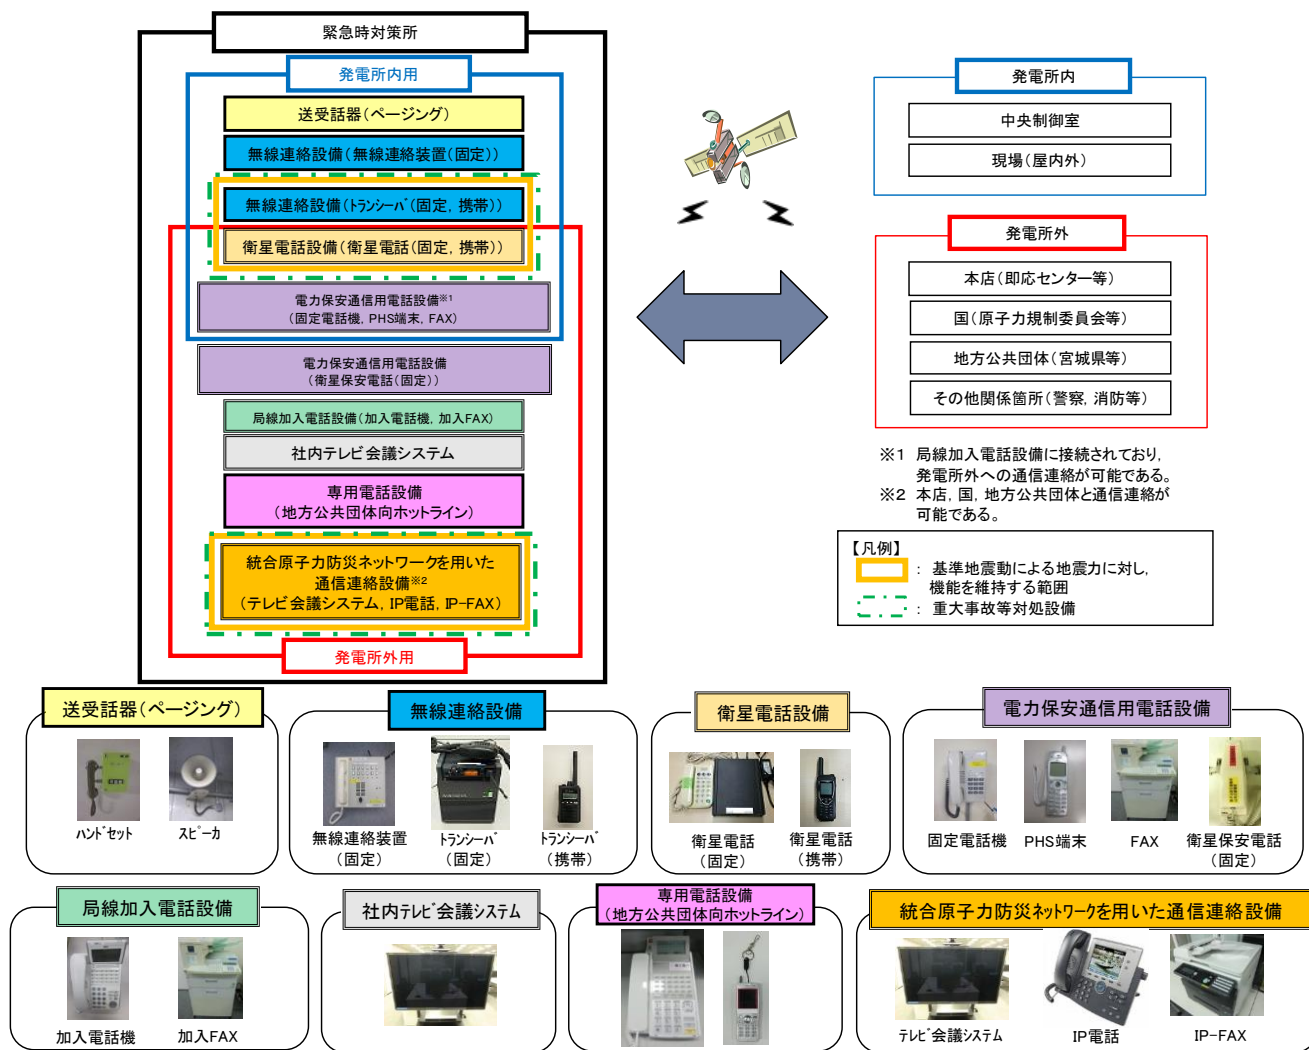 緊急時対策所
発電所内用
送受話器(ページング)
無線連絡設備(無線連絡装置(固定))
無線連絡設備(トランシーバ(固定，携帯))
衛星電話設備(衛星電話(固定，携帯))
電力保安通信用電話設備※1
(固定電話機，PHS端末，FAX)
電力保安通信用電話設備
(衛星保安電話(固定))
局線加入電話設備(加入電話機，加入FAX)
社内テレビ会議システム
専用電話設備
(地方公共団体向ホットライン)
統合原子力防災ネットワークを用いた
通信連絡設備※2
(テレビ会議システム，IP電話，IP-FAX)
発電所外用
発電所内
中央制御室
現場(屋内外)
発電所外
本店(即応センター等)
国(原子力規制委員会等)
地方公共団体(宮城県等)
その他関係箇所(警察，消防等)
※1 局線加入電話設備に接続されており，
発電所外への通信連絡が可能である。
※2 本店，国，地方公共団体と通信連絡が
可能である。
【凡例】
： 基準地震動による地震力に対し，
機能を維持する範囲
： 重大事故等対処設備
送受話器(ページング)
ハンドセット
スピーカ
無線連絡設備
無線連絡装置
(固定)
トランシーバ
(固定)
トランシーバ
(携帯)
衛星電話設備
衛星電話
(固定)
衛星電話
(携帯)
電力保安通信用電話設備
固定電話機
PHS端末
FAX
衛星保安電話
(固定)
局線加入電話設備
加入電話機
加入FAX
社内テレビ会議システム
専用電話設備
(地方公共団体向ホットライン)
統合原子力防災ネットワークを用いた通信連絡設備
テレビ会議システム
IP電話
IP-FAX